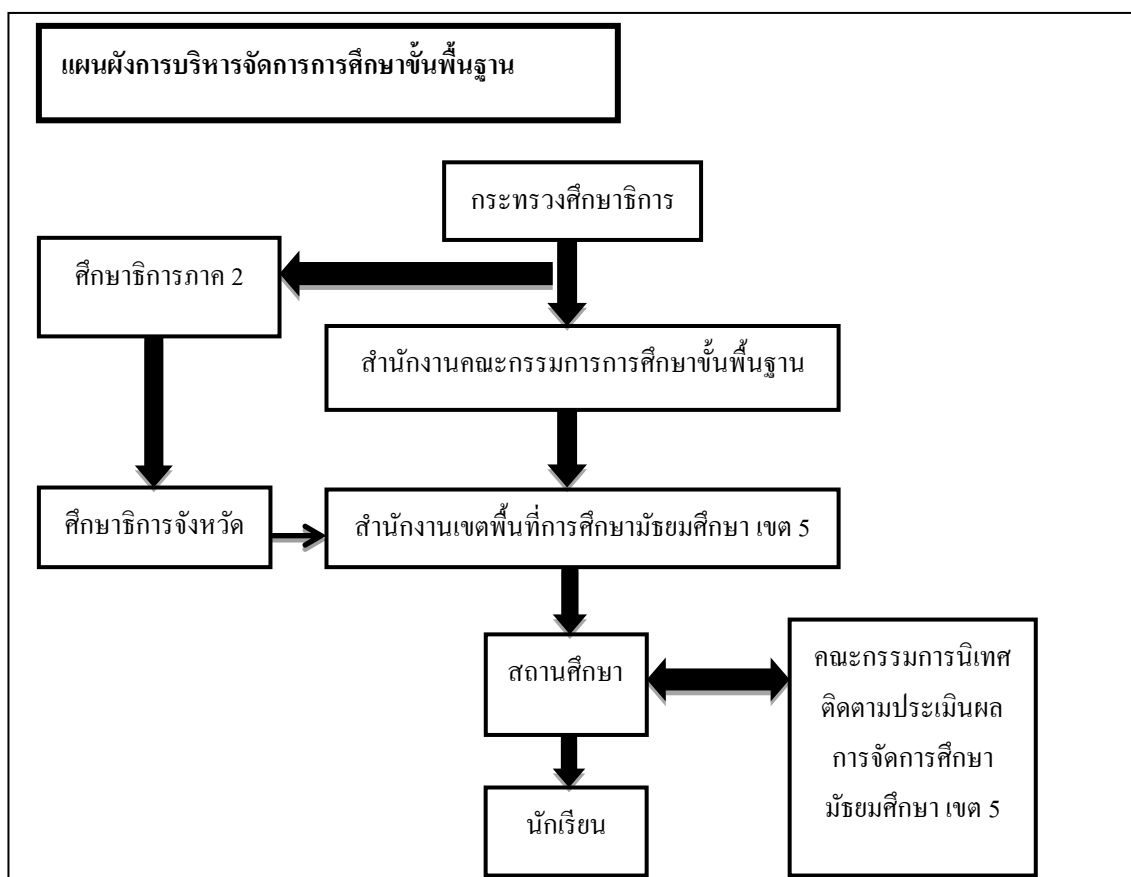 แผนผังการบริหารจัดการการศึกษาขั้นพื้นฐาน
กระทรวงศึกษาธิการ
ศึกษาธิการภาค 2
สำนักงานคณะกรรมการการศึกษาขั้นพื้นฐาน
ศึกษาธิการจังหวัด
สำนักงานเขตพื้นที่การศึกษามัธยมศึกษา เขต 5
สถานศึกษา
คณะกรรมการนิเทศ
ติดตามประเมินผล
การจัดการศึกษา
มัธยมศึกษา เขต 5
นักเรียน